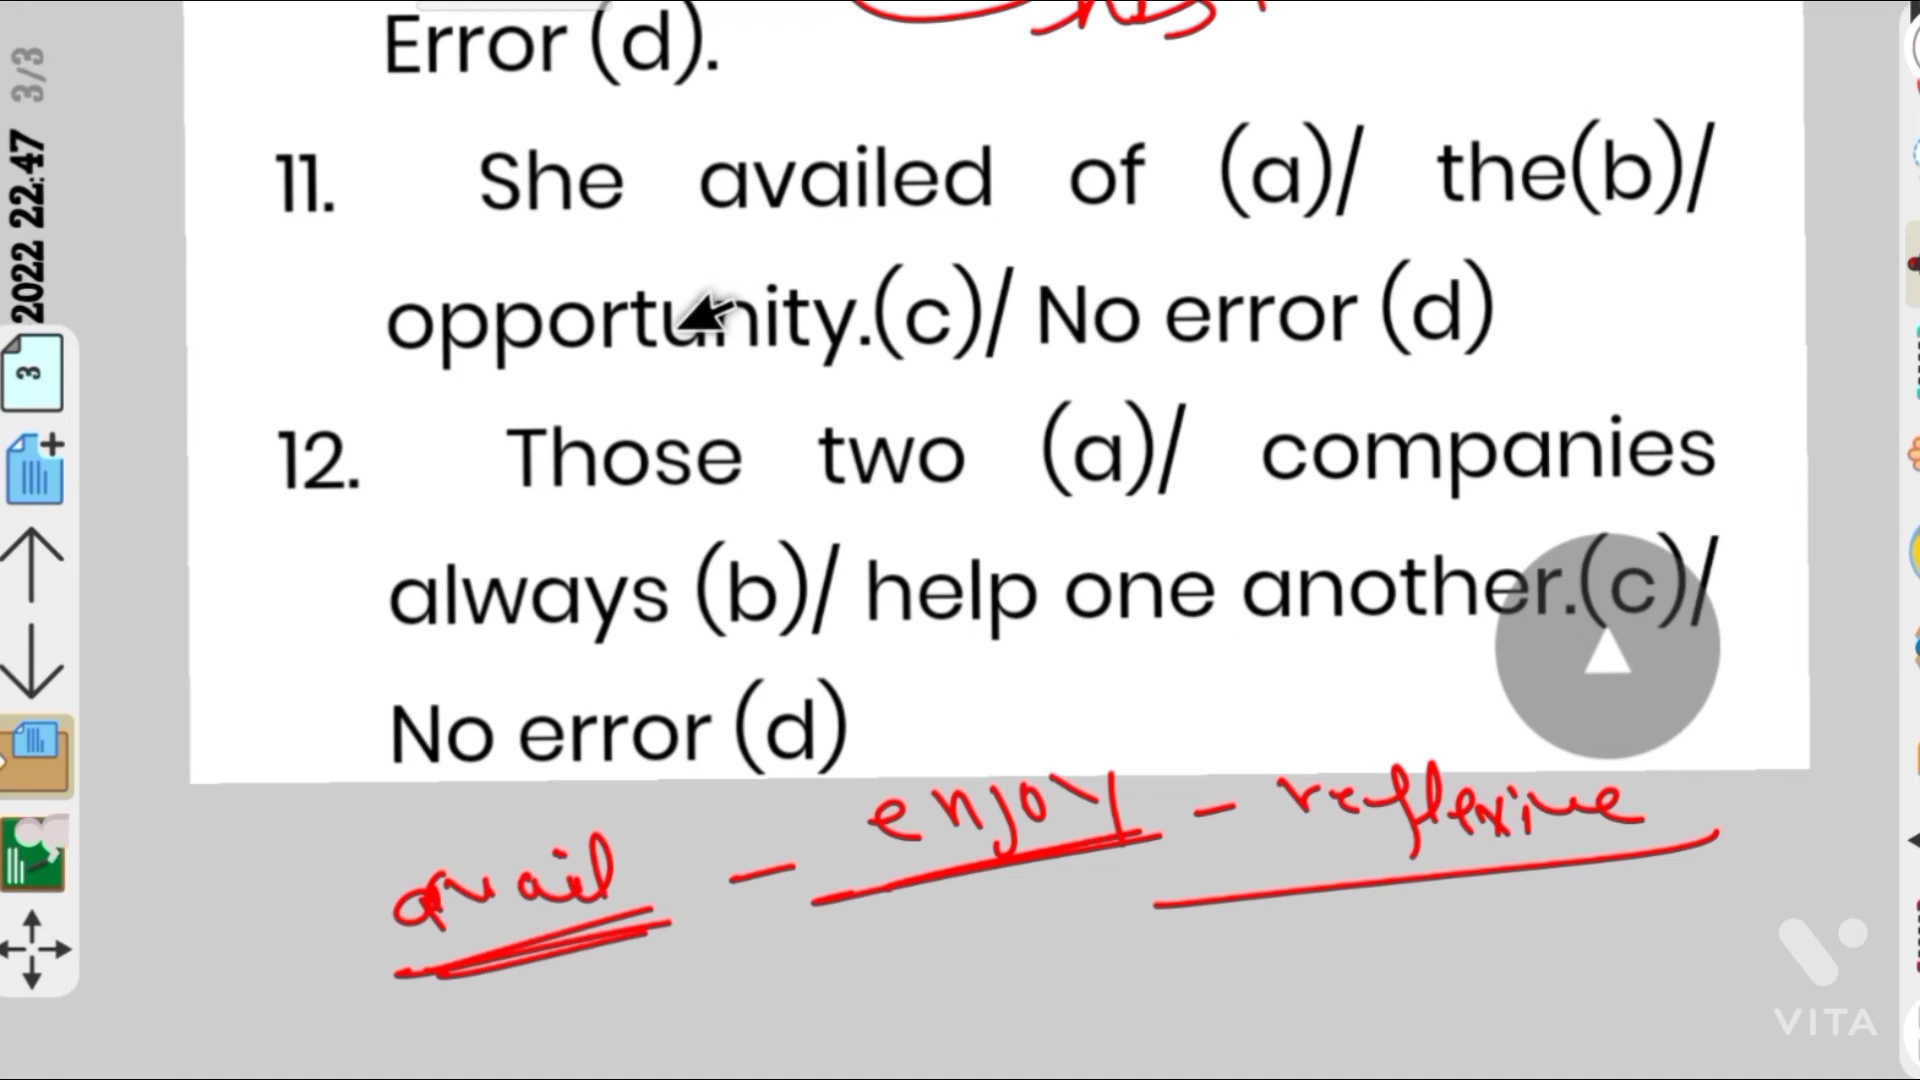 Error (d).
11. She availed of (a)/ the(b)/
opportunity.(c)/ No error (d)
12. Those two (a)/ companies
always (b)/ help one another.(c)/
No error (d)
avail - enjoy - reflexive
2022 22:47 3/3
3
VITA